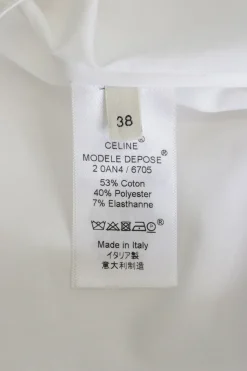 38
CELINE®
MODELE DEPOSE®
2 0AN4 / 6705
53% Coton
40% Polyester
7% Elasthanne
Made in Italy
イタリア製
意大利制造